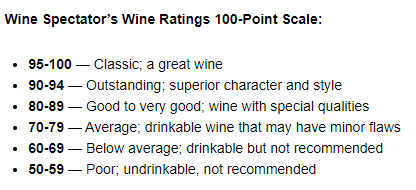 Wine Spectator’s Wine Ratings 100-Point Scale:
• 95-100 — Classic; a great wine
• 90-94 — Outstanding; superior character and style
• 80-89 — Good to very good; wine with special qualities
• 70-79 — Average; drinkable wine that may have minor flaws
• 60-69 — Below average; drinkable but not recommended
• 50-59 — Poor; undrinkable, not recommended